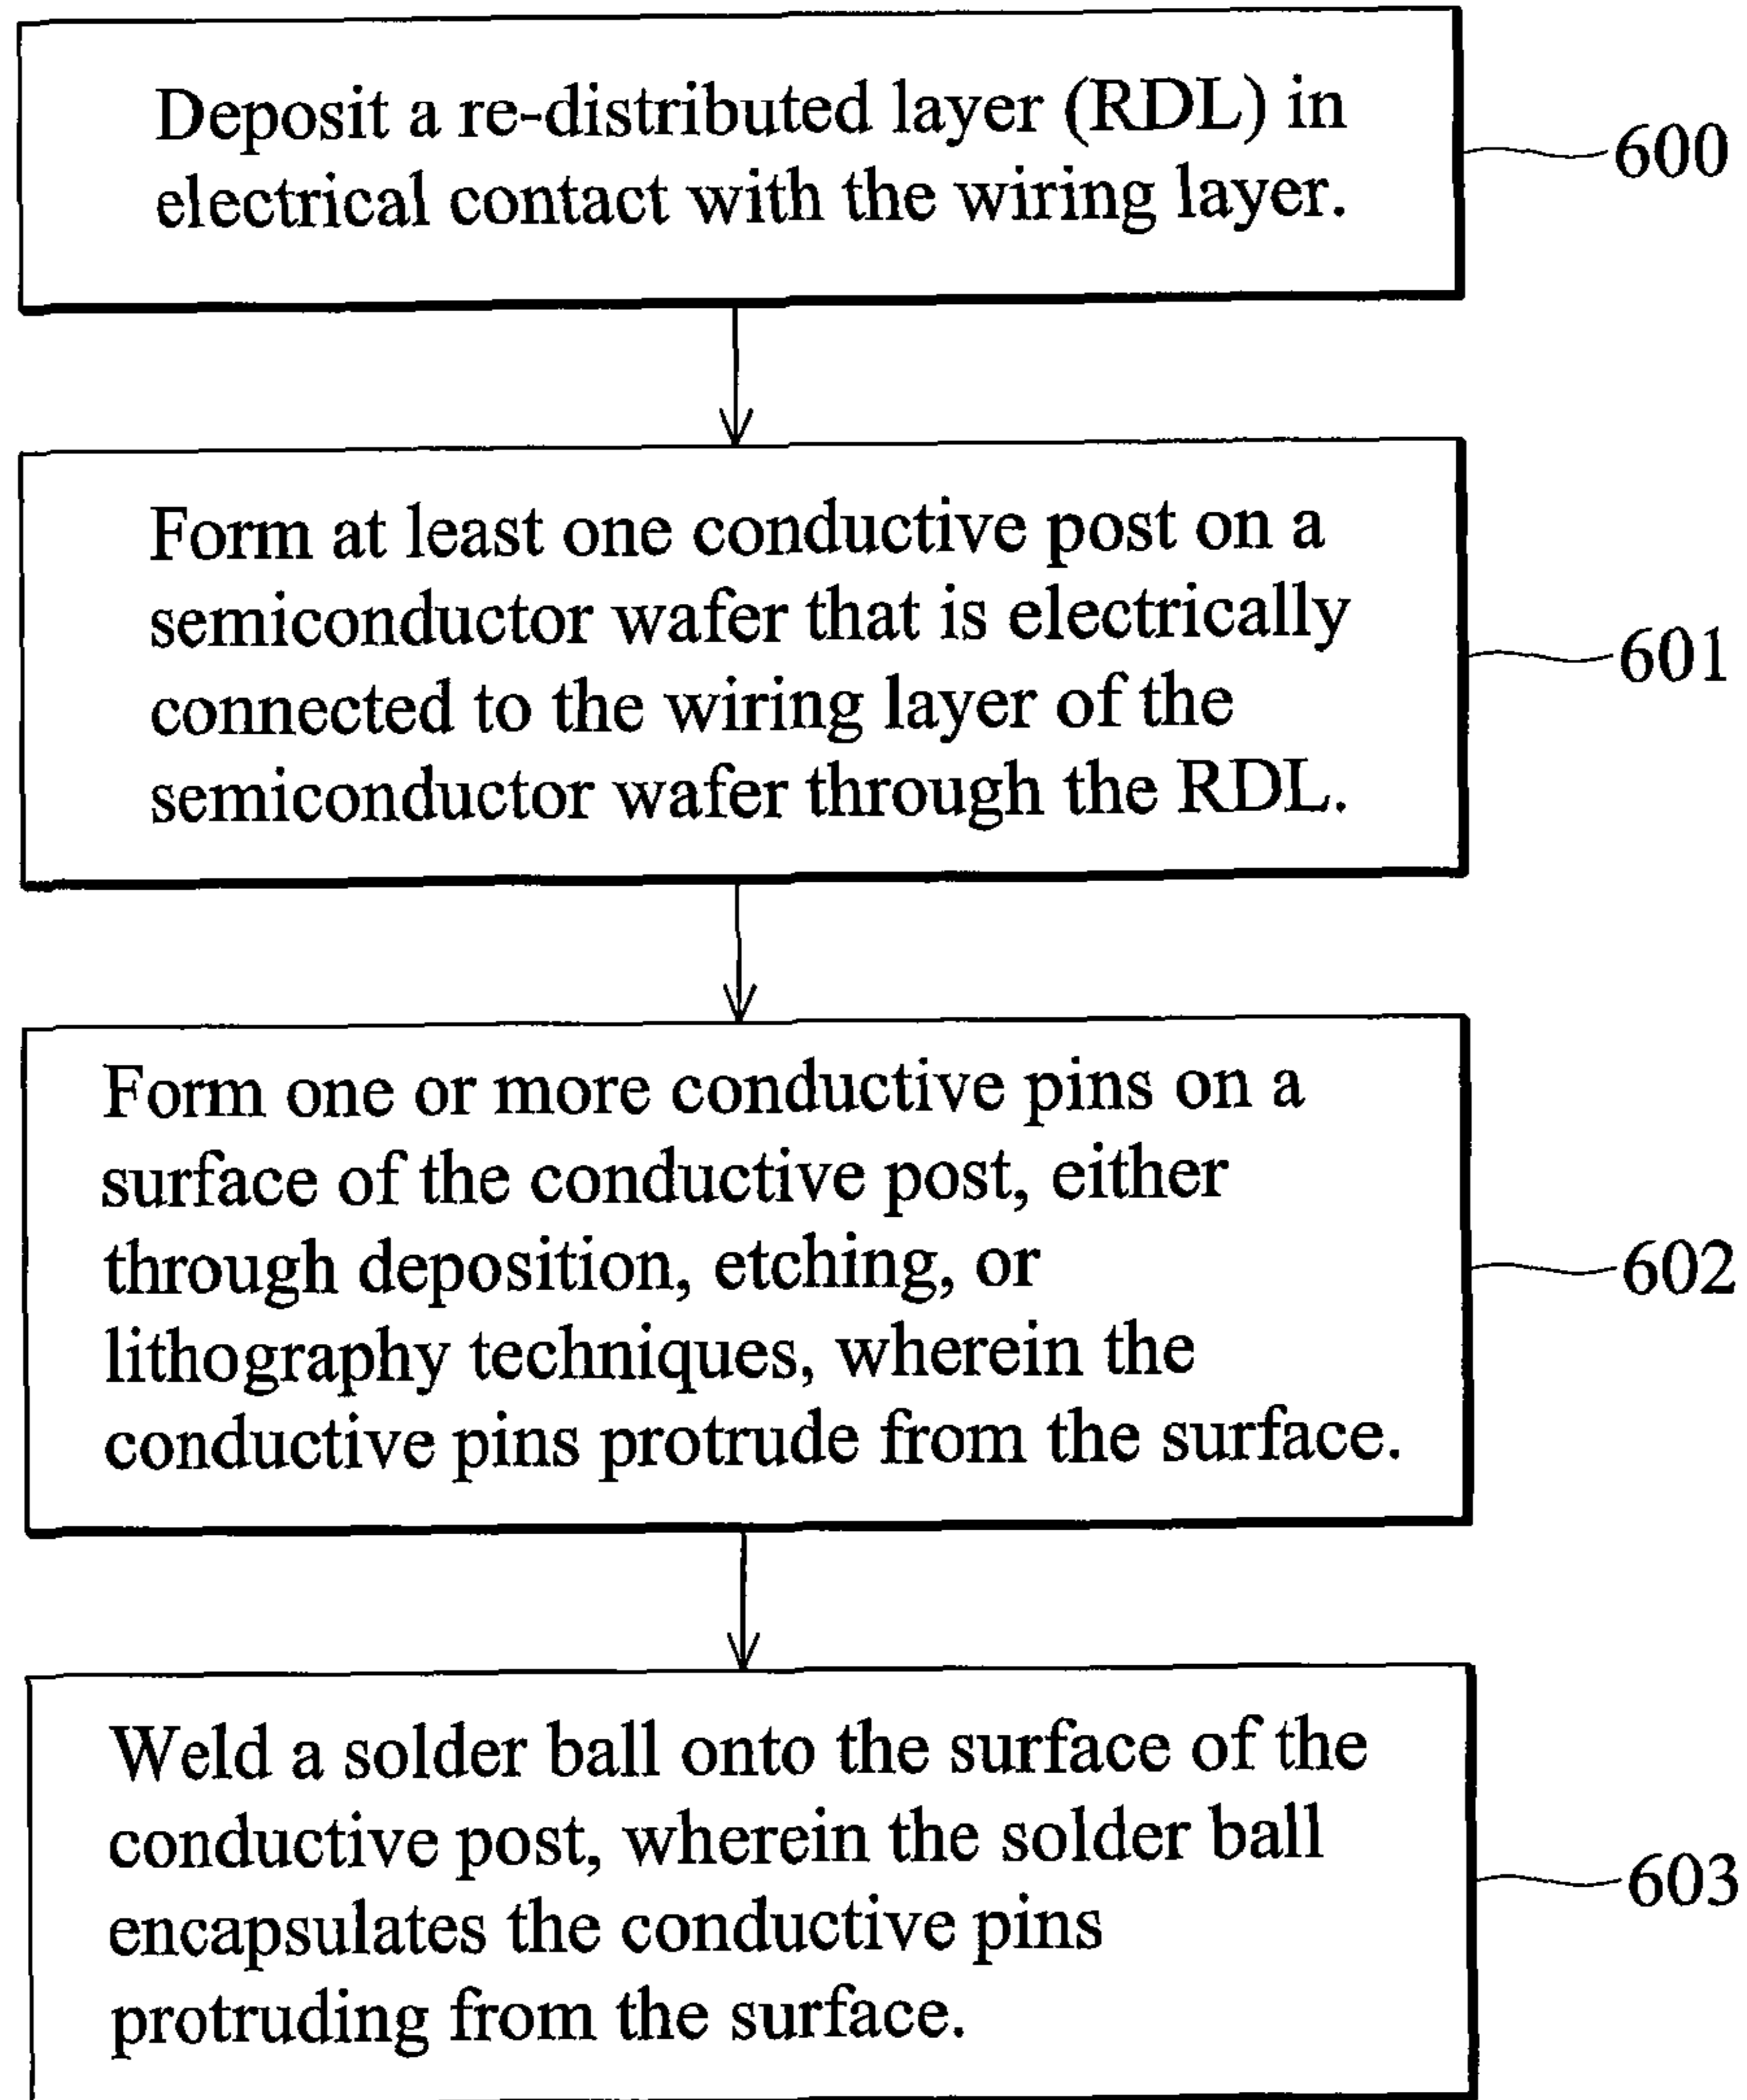 Deposit a re-distributed layer (RDL) in
electrical contact with the wiring layer.
600
Form at least one conductive post on a
semiconductor wafer that is electrically
connected to the wiring layer of the
semiconductor wafer through the RDL.
601
Form one or more conductive pins on a
surface of the conductive post, either
through deposition, etching, or
lithography techniques, wherein the
conductive pins protrude from the surface.
602
Weld a solder ball onto the surface of the
conductive post, wherein the solder ball
encapsulates the conductive pins
protruding from the surface.
603